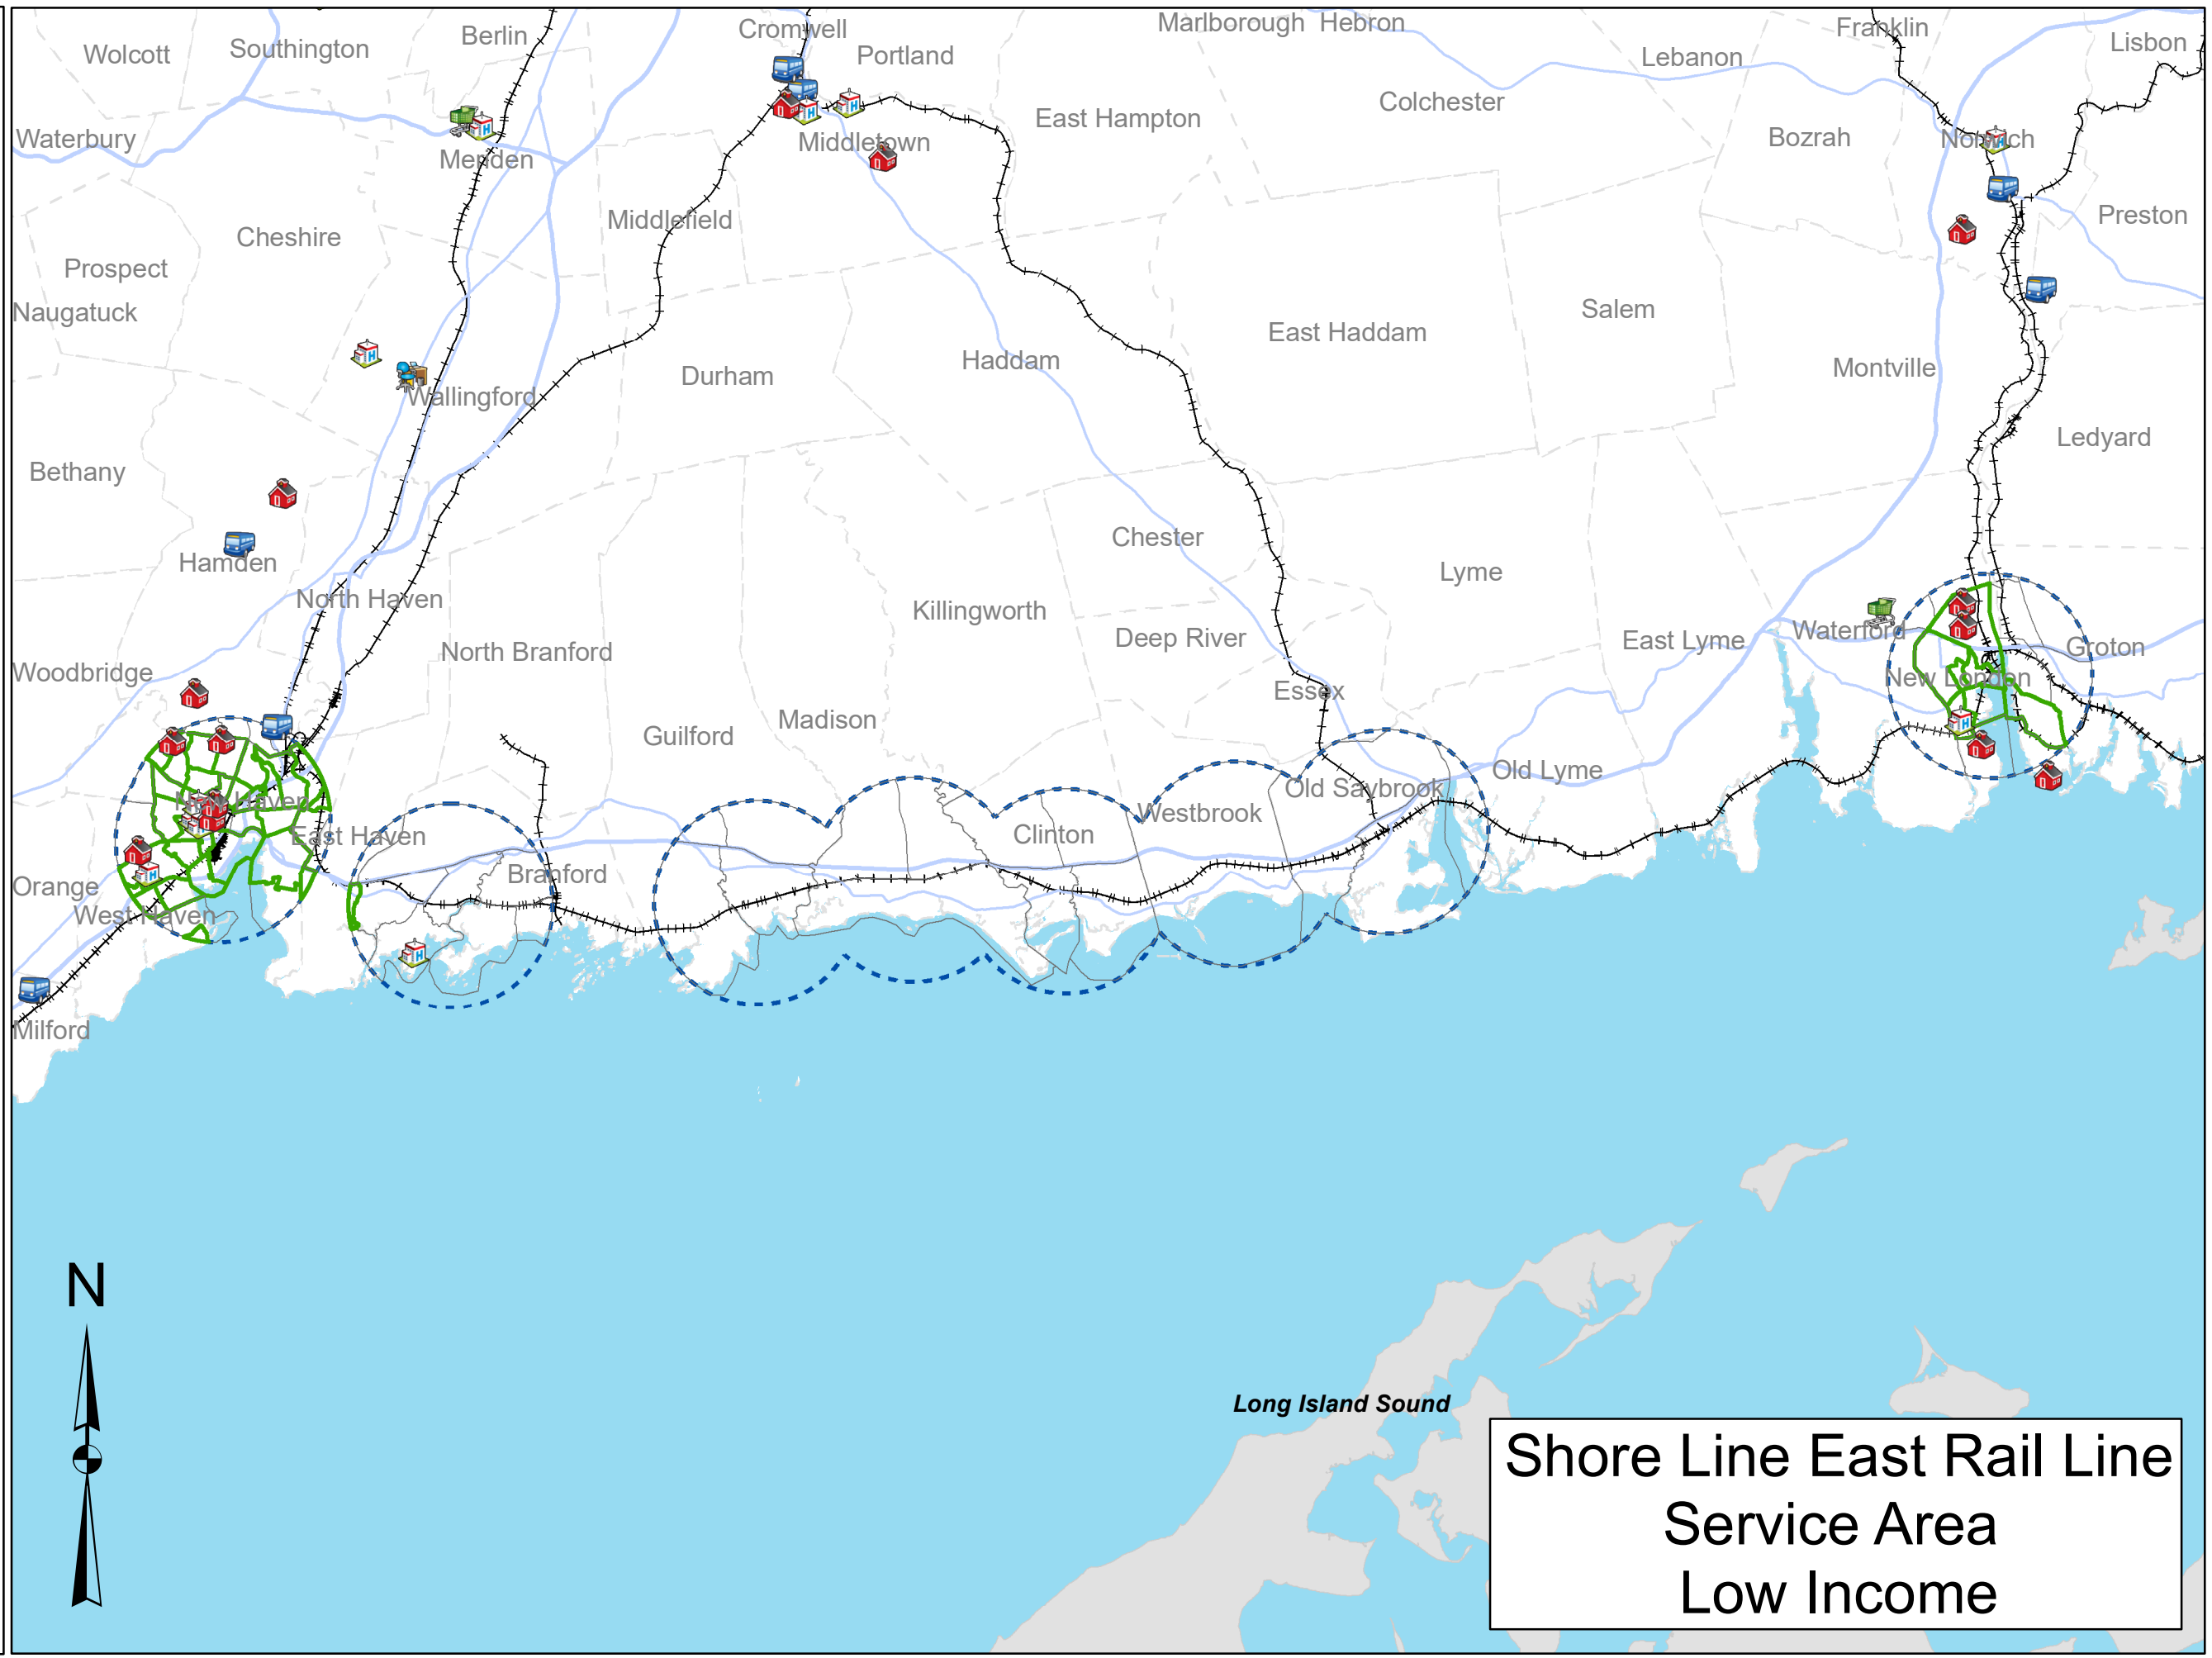 Cromwell
Marlborough
Hebron
Franklin
Wolcott
Southington
Berlin
Portland
Lebanon
Lisbon
Waterbury
Meriden
Middletown
East Hampton
Colchester
Bozrah
Norwich
Cheshire
Middlefield
Preston
Prospect
Naugatuck
Wallingford
Durham
Haddam
East Haddam
Salem
Montville
Bethany
Ledyard
Hamden
Chester
Lyme
North Haven
Killingworth
Deep River
East Lyme
Waterford
Groton
Woodbridge
North Branford
Essex
New London
Guilford
Madison
Old Lyme
Old Saybrook
New Haven
Westbrook
East Haven
Clinton
Orange
Branford
West Haven
Milford
N
Long Island Sound
Shore Line East Rail Line
Service Area
Low Income
H
H
H
H
H
H
H
H
H